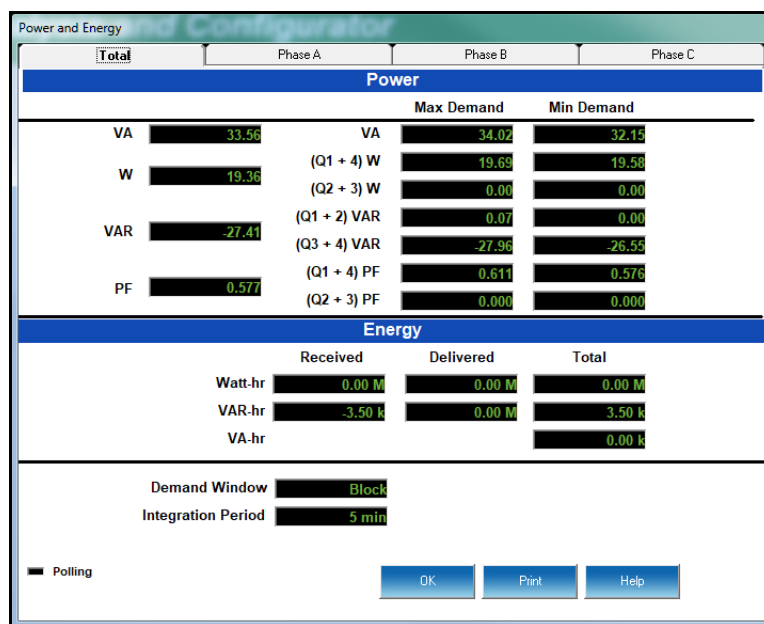 and Configurator
Power and Energy
Total Phase A Phase B Phase C
Power
Max Demand Min Demand
VA 33.56 VA 34.02 32.15
(Q1 + 4) W 19.69 19.58
W 19.36
(Q2 + 3) W 0.00 0.00
(Q1 + 2) VAR 0.07 0.00
VAR -27.41
(Q3 + 4) VAR -27.96 -26.55
(Q1 + 4) PF 0.611 0.576
PF 0.577
(Q2 + 3) PF 0.000 0.000
Energy
Received Delivered Total
Watt-hr 0.00 M 0.00 M 0.00 M
VAR-hr -3.50 k 0.00 M 3.50 k
VA-hr 0.00 k
Demand Window Block
Integration Period 5 min
Polling OK Print Help